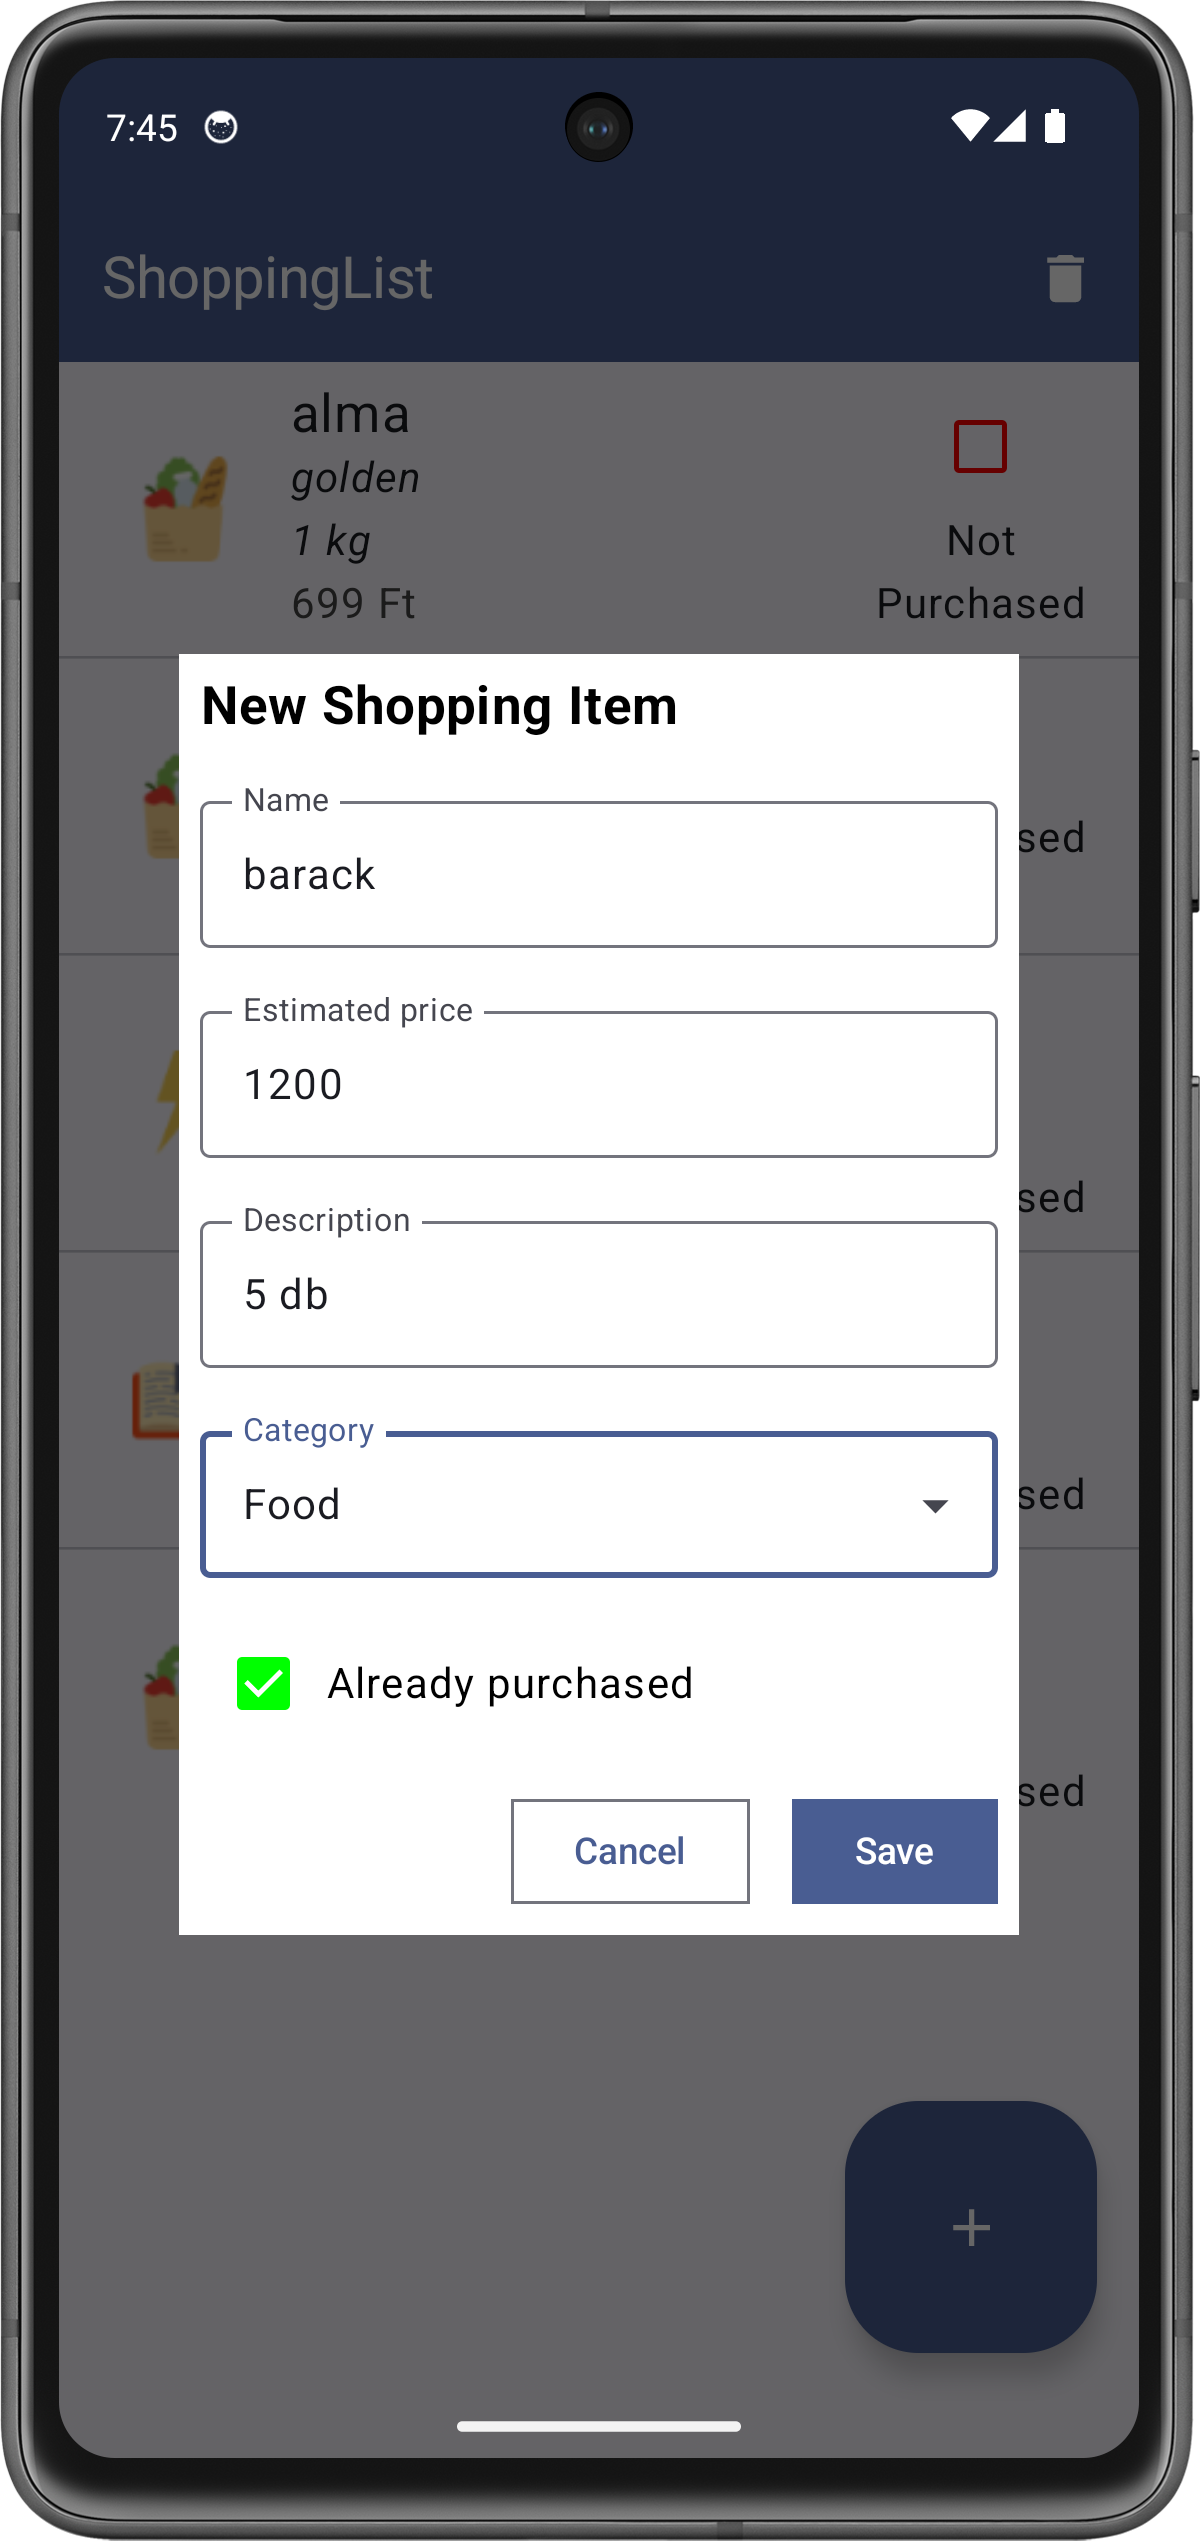 7:45
ShoppingList
alma
golden
1 kg
699 Ft
Not
Purchased
New Shopping Item
Name
barack
sed
Estimated price
1200
Description
sed
5 db
Category
Food
sed
Already purchased
sed
Cancel
Save
+